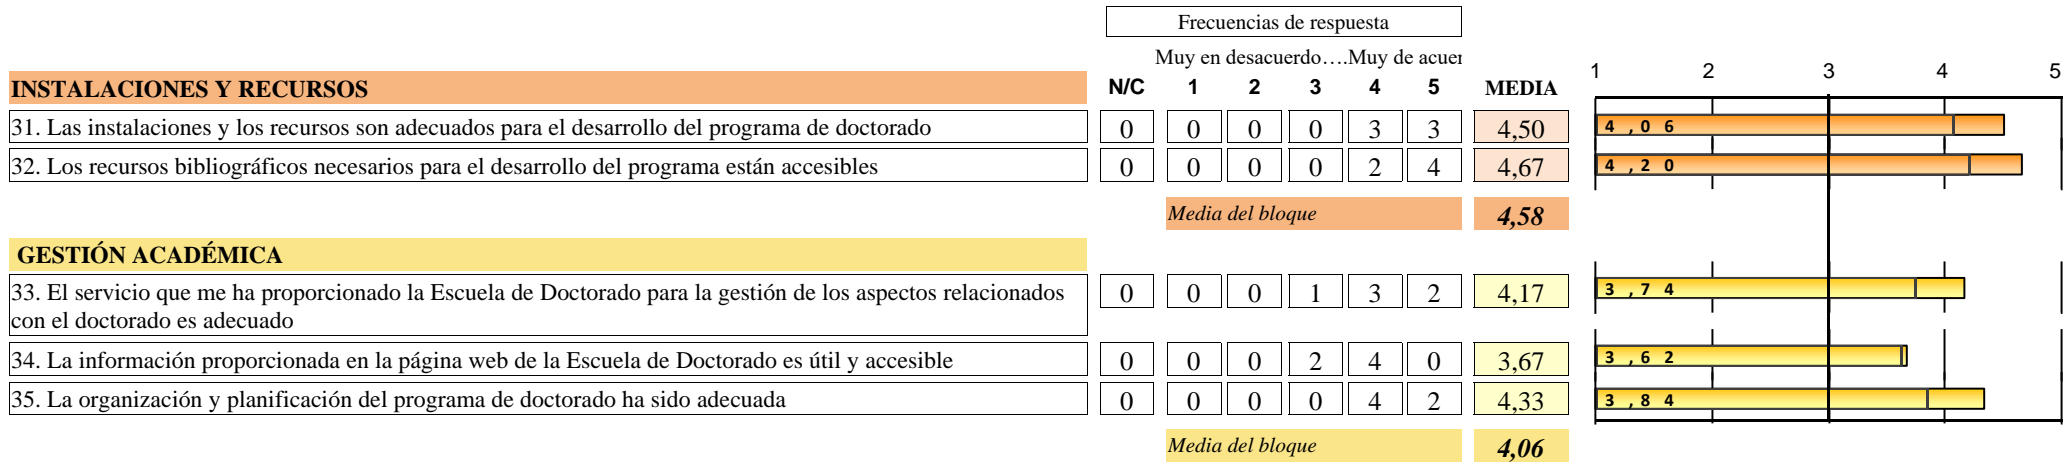 Frecuencias de respuesta
Muy en desacuerdo….Muy de acuer
INSTALACIONES Y RECURSOS N/C 1 2 3 4 5 MEDIA 1 2 3 4 5
31. Las instalaciones y los recursos son adecuados para el desarrollo del programa de doctorado 0 0 0 0 3 3 4,50 4,06
32. Los recursos bibliográficos necesarios para el desarrollo del programa están accesibles 0 0 0 0 2 4 4,67 4,20
Media del bloque 4,58
GESTIÓN ACADÉMICA
33. El servicio que me ha proporcionado la Escuela de Doctorado para la gestión de los aspectos relacionados 0 0 0 1 3 2 4,17 3,74
con el doctorado es adecuado
34. La información proporcionada en la página web de la Escuela de Doctorado es útil y accesible 0 0 0 2 4 0 3,67 3,62
35. La organización y planificación del programa de doctorado ha sido adecuada 0 0 0 0 4 2 4,33 3,84
Media del bloque 4,06